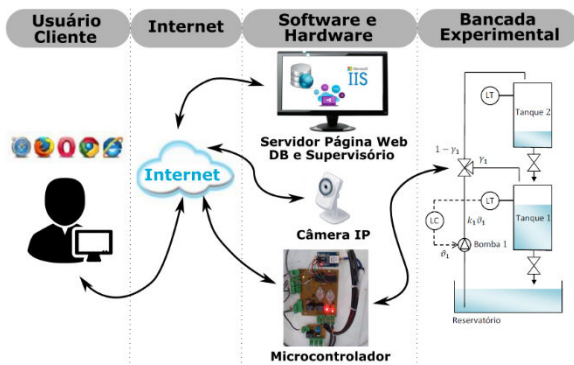 Usuário
Cliente
Internet
Software e
Hardware
Bancada
Experimental
Microsoft
IIS
Servidor Página Web
DB e Supervisório
Internet
Câmera IP
Microcontrolador
LT
Tanque 2
1 − γ₁
γ₁
LT
Tanque 1
k₁ϑ₁
LC
Bomba 1
ϑ₁
Reservatório